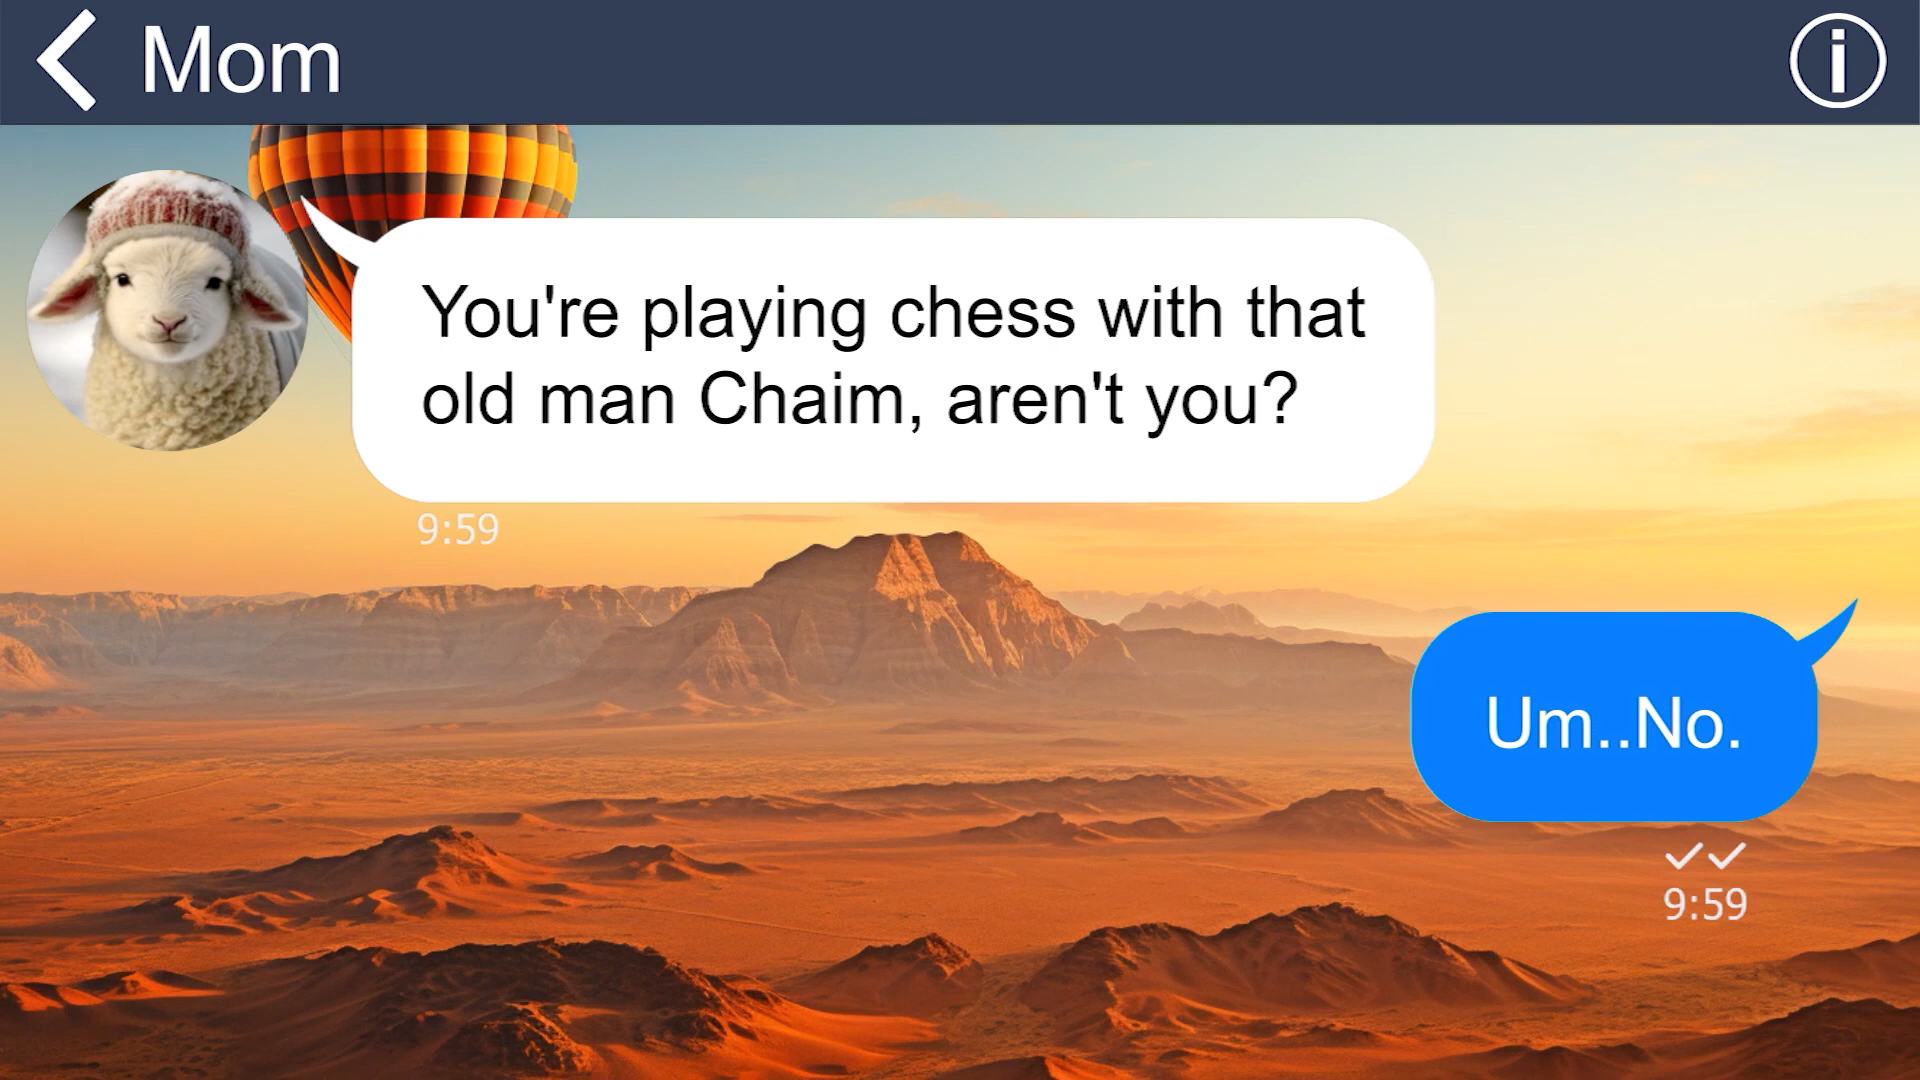 Mom
You're playing chess with that
old man Chaim, aren't you?
9:59
Um..No.
9:59